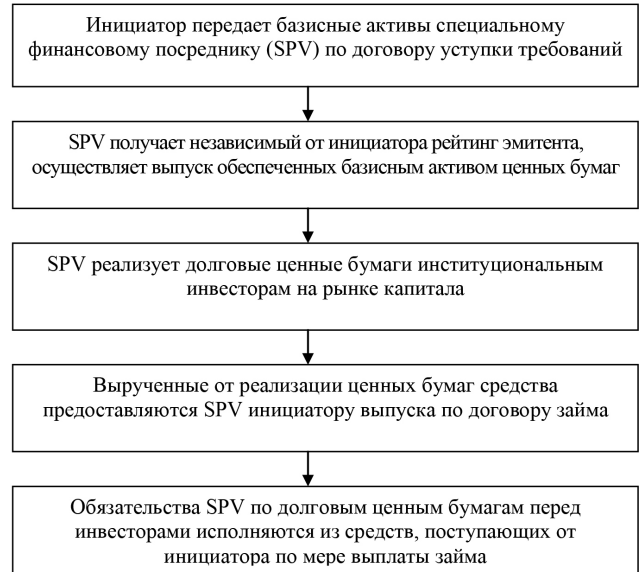 Инициатор передает базисные активы специальному
финансовому посреднику (SPV) по договору уступки требований
SPV получает независимый от инициатора рейтинг эмитента,
осуществляет выпуск обеспеченных базисным активом ценных бумаг
SPV реализует долговые ценные бумаги институциональным
инвесторам на рынке капитала
Вырученные от реализации ценных бумаг средства
предоставляются SPV инициатору выпуска по договору займа
Обязательства SPV по долговым ценным бумагам перед
инвесторами исполняются из средств, поступающих от
инициатора по мере выплаты займа